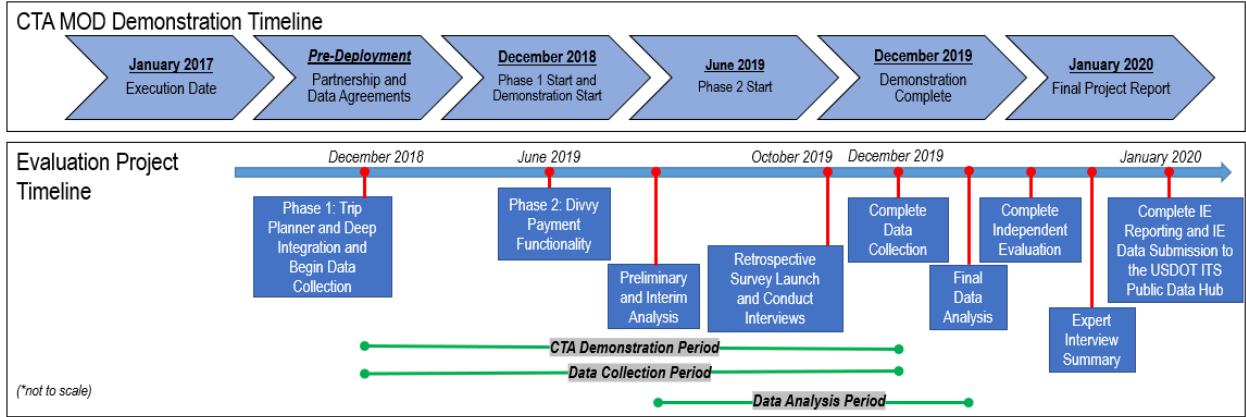 CTA MOD Demonstration Timeline
January 2017
Execution Date
Pre-Deployment
Partnership and
Data Agreements
December 2018
Phase 1 Start and
Demonstration Start
June 2019
Phase 2 Start
December 2019
Demonstration
Complete
January 2020
Final Project Report
Evaluation Project
Timeline
December 2018
June 2019
October 2019
December 2019
January 2020
Phase 1: Trip
Planner and Deep
Integration and
Begin Data
Collection
Phase 2: Divvy
Payment
Functionality
Preliminary
and Interim
Analysis
Retrospective
Survey Launch
and Conduct
Interviews
Complete
Data
Collection
Final
Data
Analysis
Complete
Independent
Evaluation
Expert
Interview
Summary
Complete IE
Reporting and IE
Data Submission to
the USDOT ITS
Public Data Hub
CTA Demonstration Period
Data Collection Period
Data Analysis Period
(*not to scale)